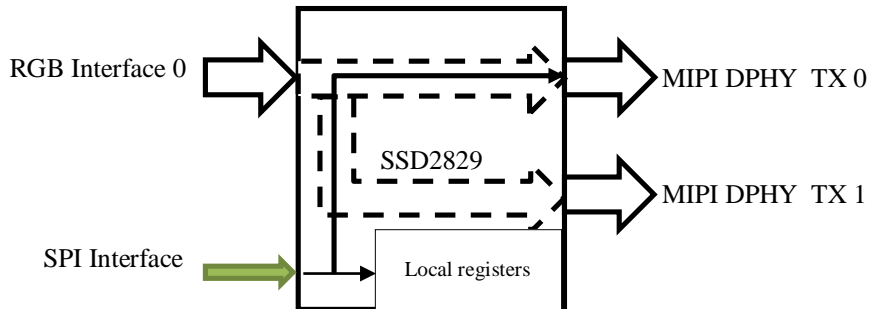 RGB Interface 0
MIPI DPHY  TX 0
SSD2829
MIPI DPHY  TX 1
SPI Interface
Local registers